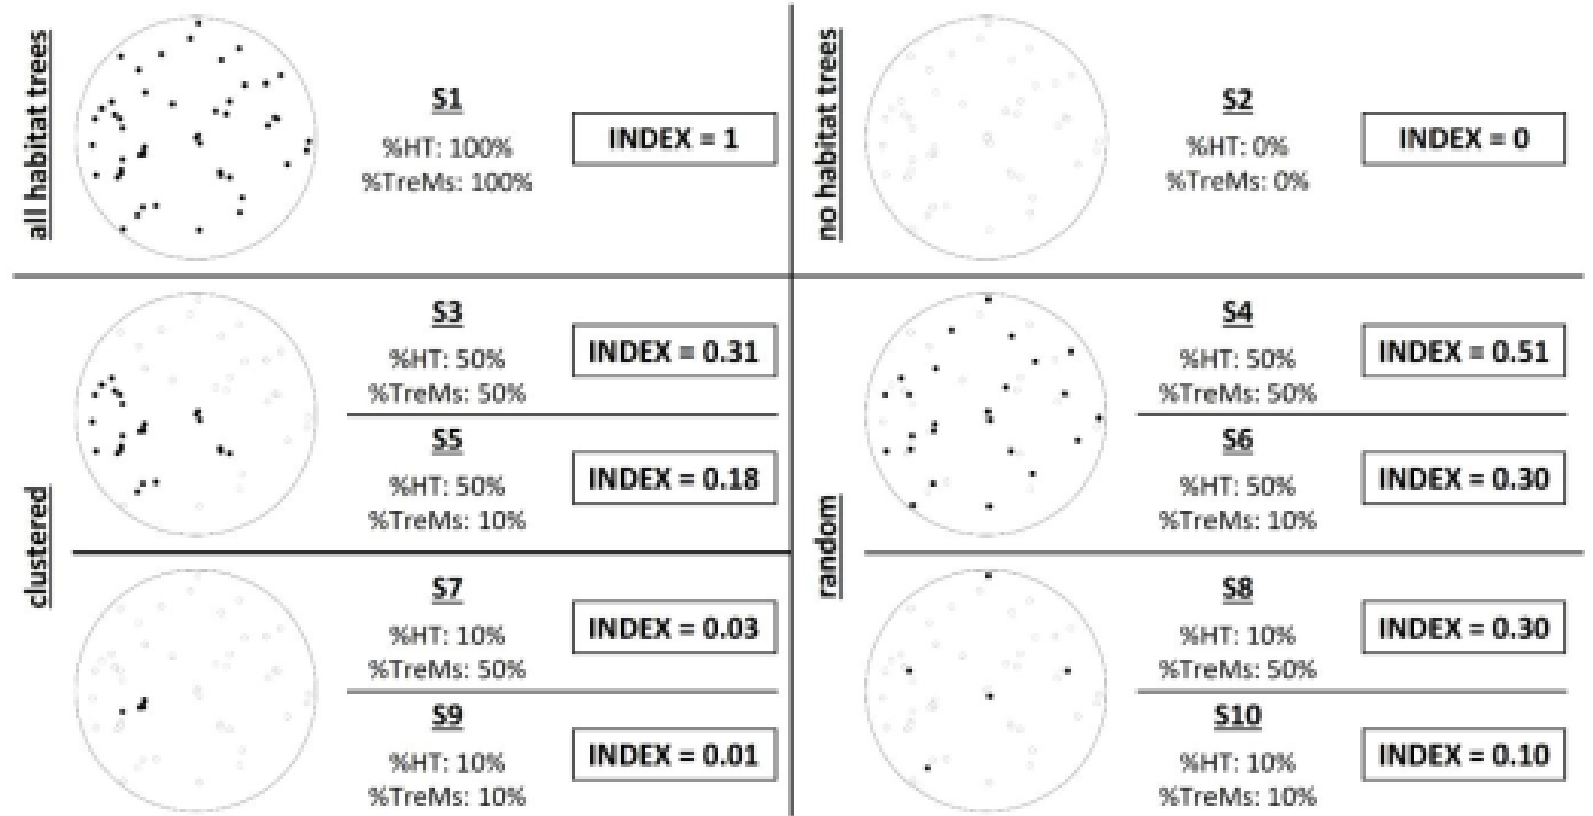 all habitat trees
S1
%HT: 100%
%TreMs: 100%
INDEX = 1
no habitat trees
S2
%HT: 0%
%TreMs: 0%
INDEX = 0
clustered
S3
%HT: 50%
%TreMs: 50%
INDEX = 0.31
S5
%HT: 50%
%TreMs: 10%
INDEX = 0.18
S7
%HT: 10%
%TreMs: 50%
INDEX = 0.03
S9
%HT: 10%
%TreMs: 10%
INDEX = 0.01
random
S4
%HT: 50%
%TreMs: 50%
INDEX = 0.51
S6
%HT: 50%
%TreMs: 10%
INDEX = 0.30
S8
%HT: 10%
%TreMs: 50%
INDEX = 0.30
S10
%HT: 10%
%TreMs: 10%
INDEX = 0.10